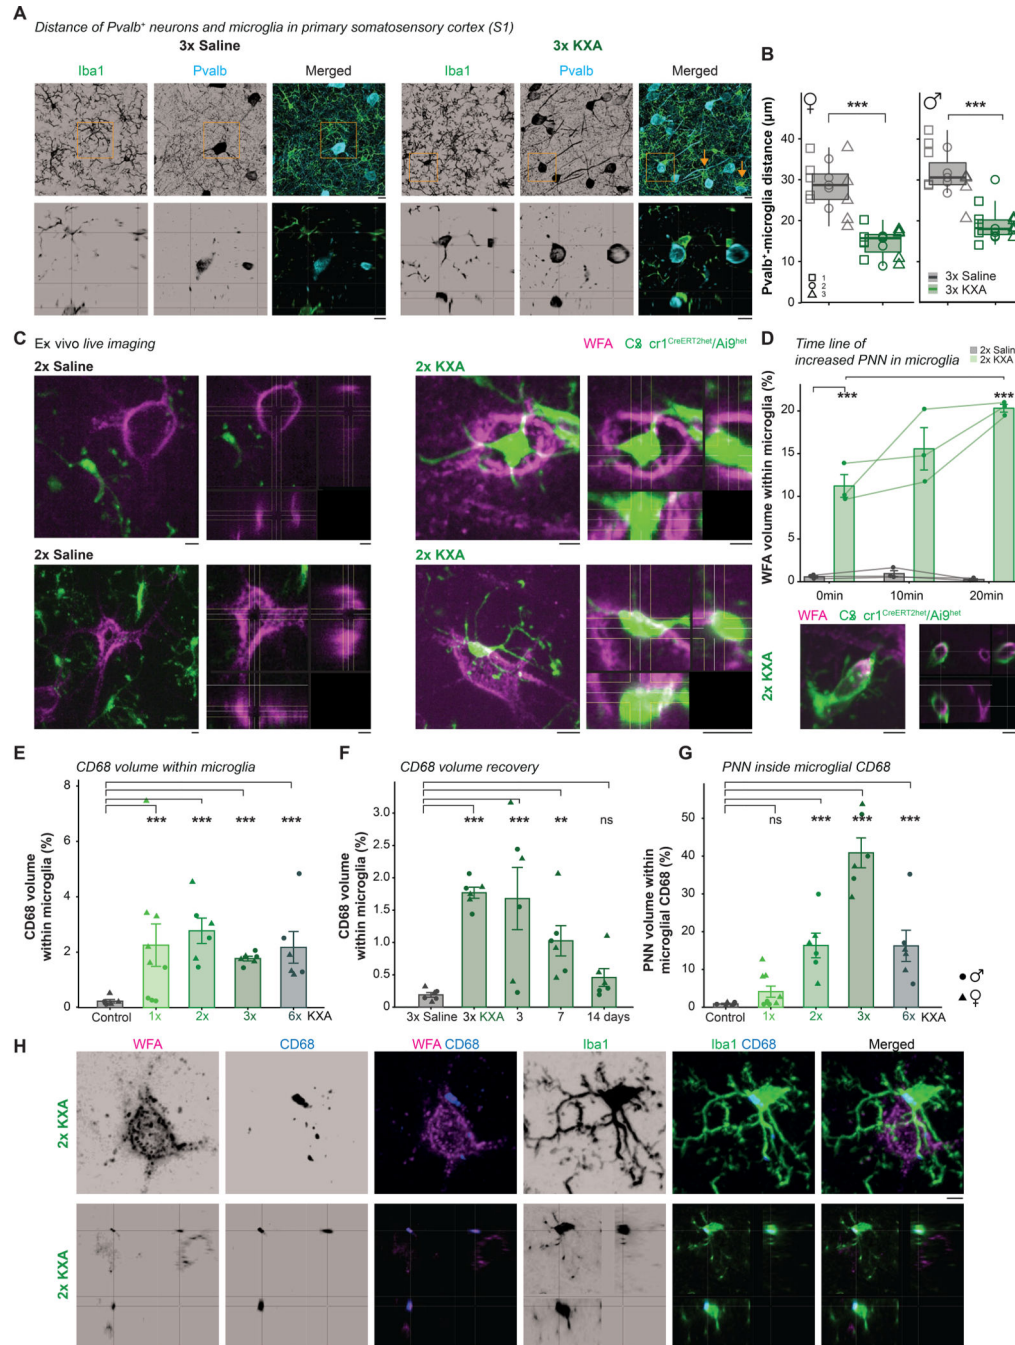 A
Distance of Pvalb⁺ neurons and microglia in primary somatosensory cortex (S1)
3x Saline
3x KXA
Iba1
Pvalb
Merged
Iba1
Pvalb
Merged
B
♀
♂
***
***
Pvalb⁺-microglia distance (µm)
40
30
20
10
0
1
2
3
3x Saline
3x KXA
C
Ex vivo live imaging
WFA
cr1CreERT2het/Ai9het
2x Saline
2x KXA
2x Saline
2x KXA
D
Time line of
increased PNN in microglia
2x Salin
2x KXA
WFA volume within microglia (%)
20
15
10
5
0
***
***
0min
10min
20min
WFA
cr1CreERT2het/Ai9het
2x KXA
E
CD68 volume within microglia
CD68 volume
within microglia (%)
8
6
4
2
0
***
***
***
***
Control
1x
2x
3x
6x
KXA
F
CD68 volume recovery
CD68 volume
within microglia (%)
3.0
2.5
2.0
1.5
1.0
0.5
0.0
***
***
**
ns
3x Saline
3x KXA
3
7
14 days
G
PNN inside microglial CD68
PNN volume within
microglial CD68 (%)
50
40
30
20
10
0
ns
***
***
***
Control
1x
2x
3x
6x
KXA
♂
♀
H
WFA
CD68
WFA CD68
Iba1
Iba1 CD68
Merged
2x KXA
2x KXA